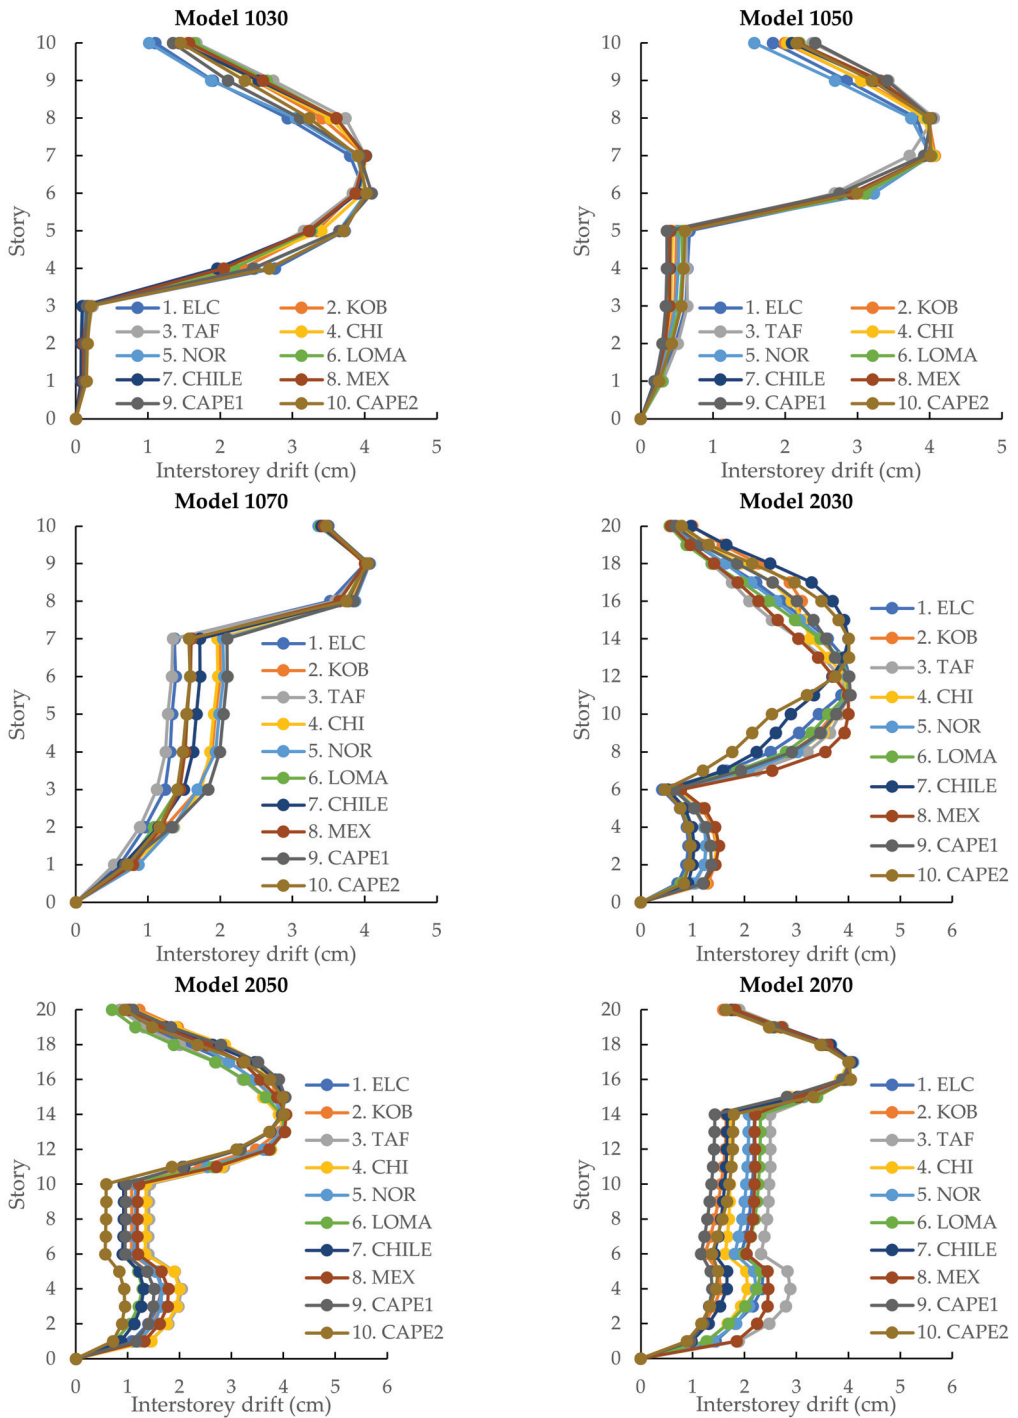 Model 1030
Model 1050
10
9
8
7
6
5
4
3
2
1
0
Story
1. ELC
2. KOB
3. TAF
4. CHI
5. NOR
6. LOMA
7. CHILE
8. MEX
9. CAPE1
10. CAPE2
0 1 2 3 4 5
Interstorey drift (cm)
10
9
8
7
6
5
4
3
2
1
0
Story
1. ELC
2. KOB
3. TAF
4. CHI
5. NOR
6. LOMA
7. CHILE
8. MEX
9. CAPE1
10. CAPE2
0 1 2 3 4 5
Interstorey drift (cm)
Model 1070
Model 2030
10
9
8
7
6
5
4
3
2
1
0
Story
1. ELC
2. KOB
3. TAF
4. CHI
5. NOR
6. LOMA
7. CHILE
8. MEX
9. CAPE1
10. CAPE2
0 1 2 3 4 5
Interstorey drift (cm)
20
18
16
14
12
10
8
6
4
2
0
Story
1. ELC
2. KOB
3. TAF
4. CHI
5. NOR
6. LOMA
7. CHILE
8. MEX
9. CAPE1
10. CAPE2
0 1 2 3 4 5 6
Interstorey drift (cm)
Model 2050
Model 2070
20
18
16
14
12
10
8
6
4
2
0
Story
1. ELC
2. KOB
3. TAF
4. CHI
5. NOR
6. LOMA
7. CHILE
8. MEX
9. CAPE1
10. CAPE2
0 1 2 3 4 5 6
Interstorey drift (cm)
20
18
16
14
12
10
8
6
4
2
0
Story
1. ELC
2. KOB
3. TAF
4. CHI
5. NOR
6. LOMA
7. CHILE
8. MEX
9. CAPE1
10. CAPE2
0 1 2 3 4 5 6
Interstorey drift (cm)